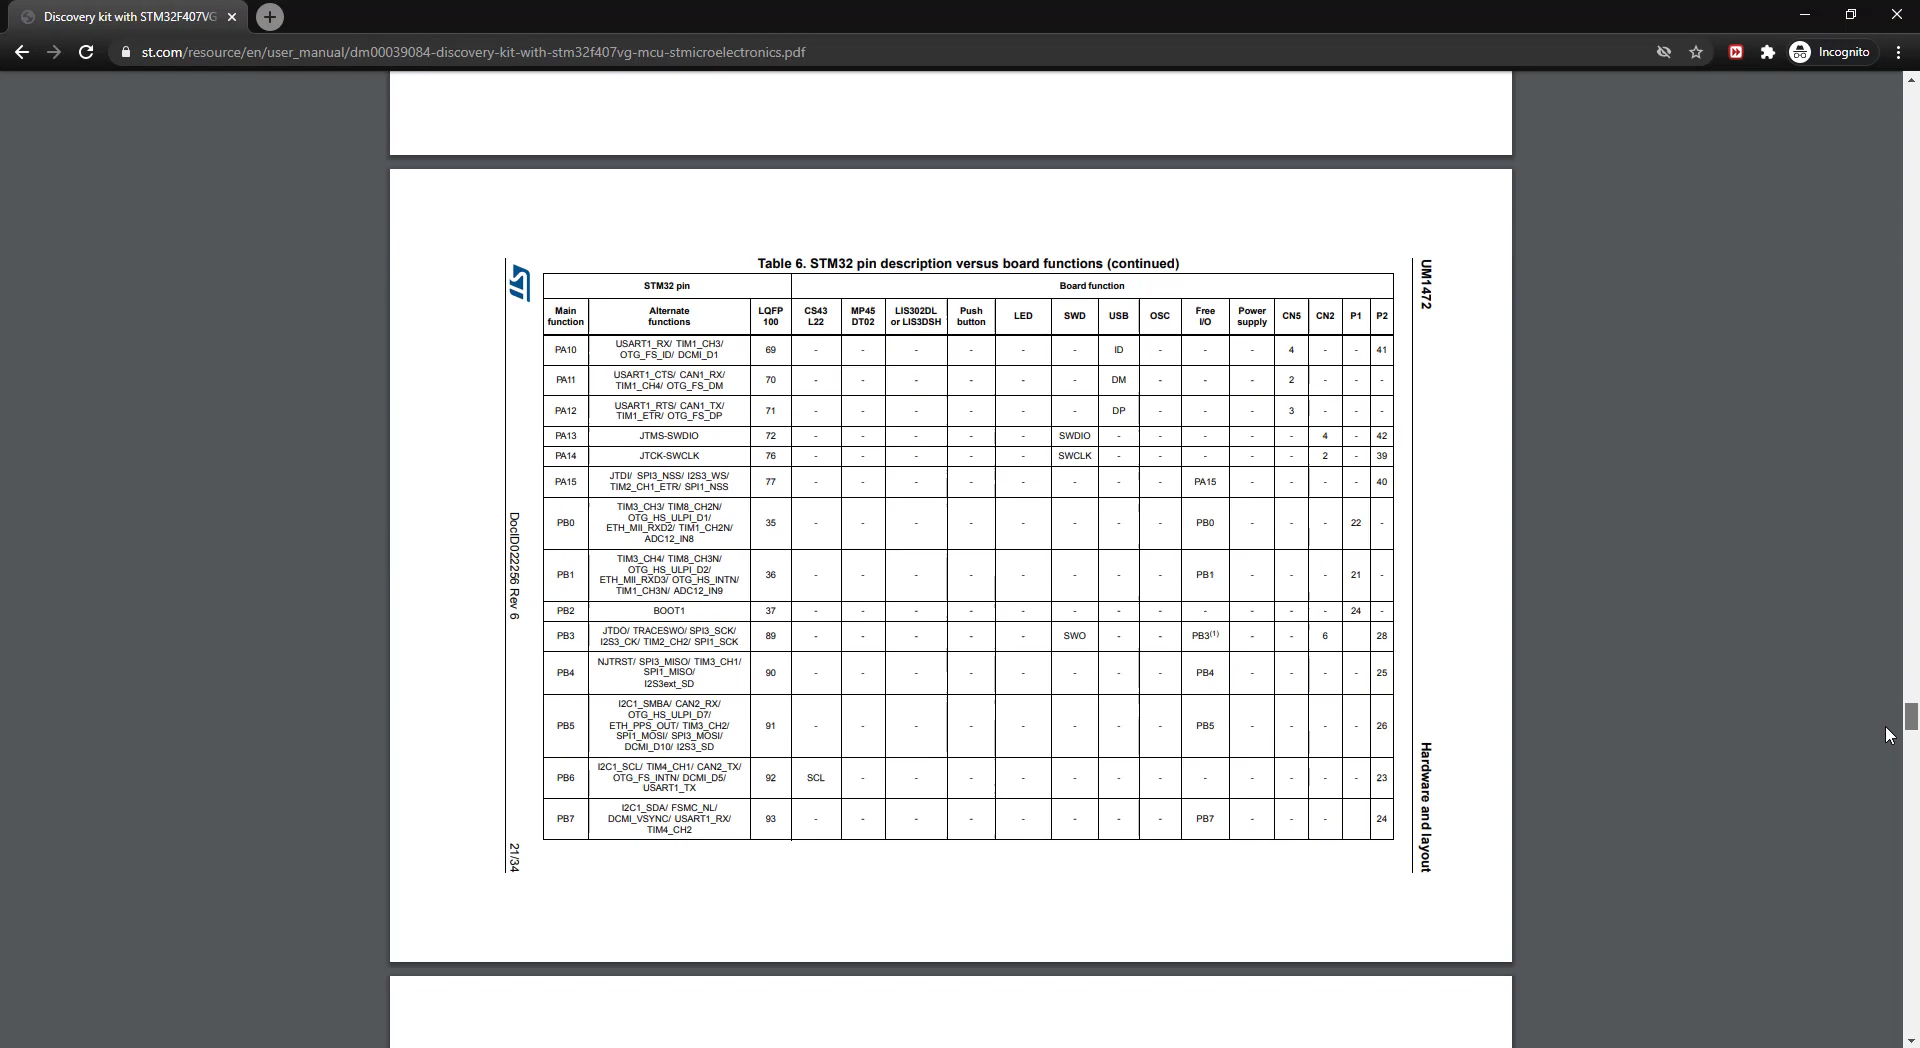 Discovery kit with STM32F407VG
st.com/resource/en/user_manual/dm00039084-discovery-kit-with-stm32f407vg-mcu-stmicroelectronics.pdf
Incognito
Table 6. STM32 pin description versus board functions (continued)
STM32 pin Board function
Main function Alternate functions LQFP 100 CS43 L22 MP45 DT02 LIS302DL or LIS3DSH Push button LED SWD USB OSC Free I/O Power supply CN5 CN2 P1 P2
PA10 USART1_RX/ TIM1_CH3/ OTG_FS_ID/ DCMI_D1 69 - - - - - - ID - - - 4 - - 41
PA11 USART1_CTS/ CAN1_RX/ TIM1_CH4/ OTG_FS_DM 70 - - - - - - DM - - - 2 - - -
PA12 USART1_RTS/ CAN1_TX/ TIM1_ETR/ OTG_FS_DP 71 - - - - - - DP - - - 3 - - -
PA13 JTMS-SWDIO 72 - - - - - SWDIO - - - - - 4 - 42
PA14 JTCK-SWCLK 76 - - - - - SWCLK - - - - - 2 - 39
PA15 JTDI/ SPI3_NSS/ I2S3_WS/ TIM2_CH1_ETR/ SPI1_NSS 77 - - - - - - - - PA15 - - - - 40
PB0 TIM3_CH3/ TIM8_CH2N/ OTG_HS_ULPI_D1/ ETH_MII_RXD2/ TIM1_CH2N/ ADC12_IN8 35 - - - - - - - - PB0 - - - 22 -
PB1 TIM3_CH4/ TIM8_CH3N/ OTG_HS_ULPI_D2/ ETH_MII_RXD3/ OTG_HS_INTN/ TIM1_CH3N/ ADC12_IN9 36 - - - - - - - - PB1 - - - 21 -
PB2 BOOT1 37 - - - - - - - - - - - - 24 -
PB3 JTDO/ TRACESWO/ SPI3_SCK/ I2S3_CK/ TIM2_CH2/ SPI1_SCK 89 - - - - - SWO - - PB3(1) - - 6 - 28
PB4 NJTRST/ SPI3_MISO/ TIM3_CH1/ SPI1_MISO/ I2S3ext_SD 90 - - - - - - - - PB4 - - - - 25
PB5 I2C1_SMBA/ CAN2_RX/ OTG_HS_ULPI_D7/ ETH_PPS_OUT/ TIM3_CH2/ SPI1_MOSI/ SPI3_MOSI/ DCMI_D10/ I2S3_SD 91 - - - - - - - - PB5 - - - - 26
PB6 I2C1_SCL/ TIM4_CH1/ CAN2_TX/ OTG_FS_INTN/ DCMI_D5/ USART1_TX 92 SCL - - - - - - - - - - - - 23
PB7 I2C1_SDA/ FSMC_NL/ DCMI_VSYNC/ USART1_RX/ TIM4_CH2 93 - - - - - - - - PB7 - - - 24
UM1472
Hardware and layout
DocID022256 Rev 6
21/34